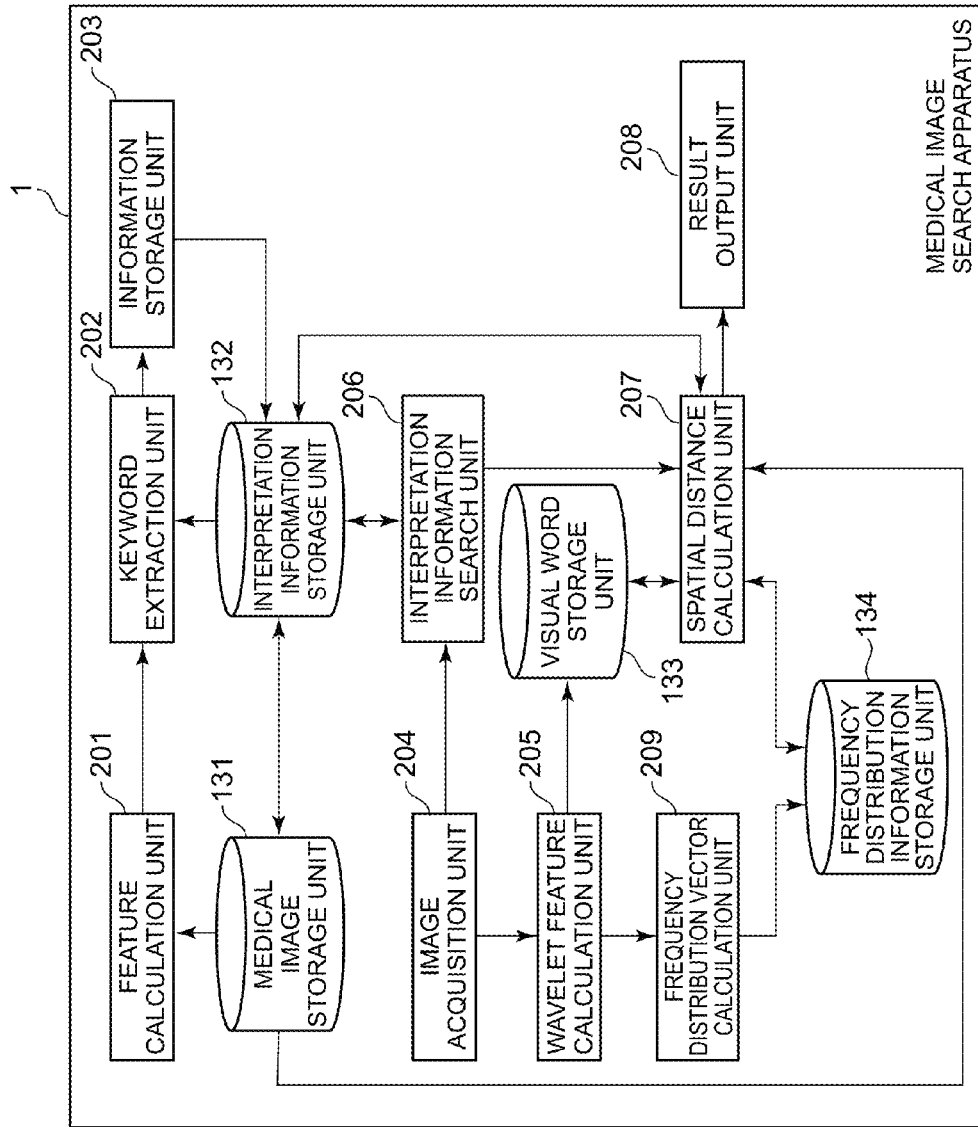 1
201
FEATURE
CALCULATION UNIT
202
KEYWORD
EXTRACTION UNIT
203
INFORMATION
STORAGE UNIT
131
MEDICAL
IMAGE
STORAGE UNIT
132
INTERPRETATION
INFORMATION
STORAGE UNIT
204
IMAGE
ACQUISITION UNIT
206
INTERPRETATION
INFORMATION
SEARCH UNIT
205
WAVELET FEATURE
CALCULATION UNIT
VISUAL WORD
STORAGE
UNIT
133
209
FREQUENCY
DISTRIBUTION VECTOR
CALCULATION UNIT
207
SPATIAL DISTANCE
CALCULATION UNIT
208
RESULT
OUTPUT UNIT
134
FREQUENCY
DISTRIBUTION
INFORMATION
STORAGE UNIT
MEDICAL IMAGE
SEARCH APPARATUS